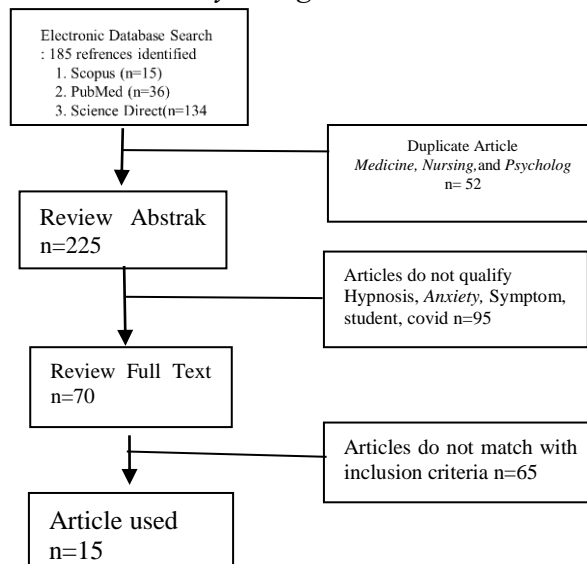 Electronic Database Search
: 185 refrences identified
1. Scopus (n=15)
2. PubMed (n=36)
3. Science Direct(n=134
Duplicate Article
Medicine, Nursing,and Psycholog
n= 52
Review Abstrak
n=225
Articles do not qualify
Hypnosis, Anxiety, Symptom,
student, covid n=95
Review Full Text
n=70
Articles do not match with
inclusion criteria n=65
Article used
n=15